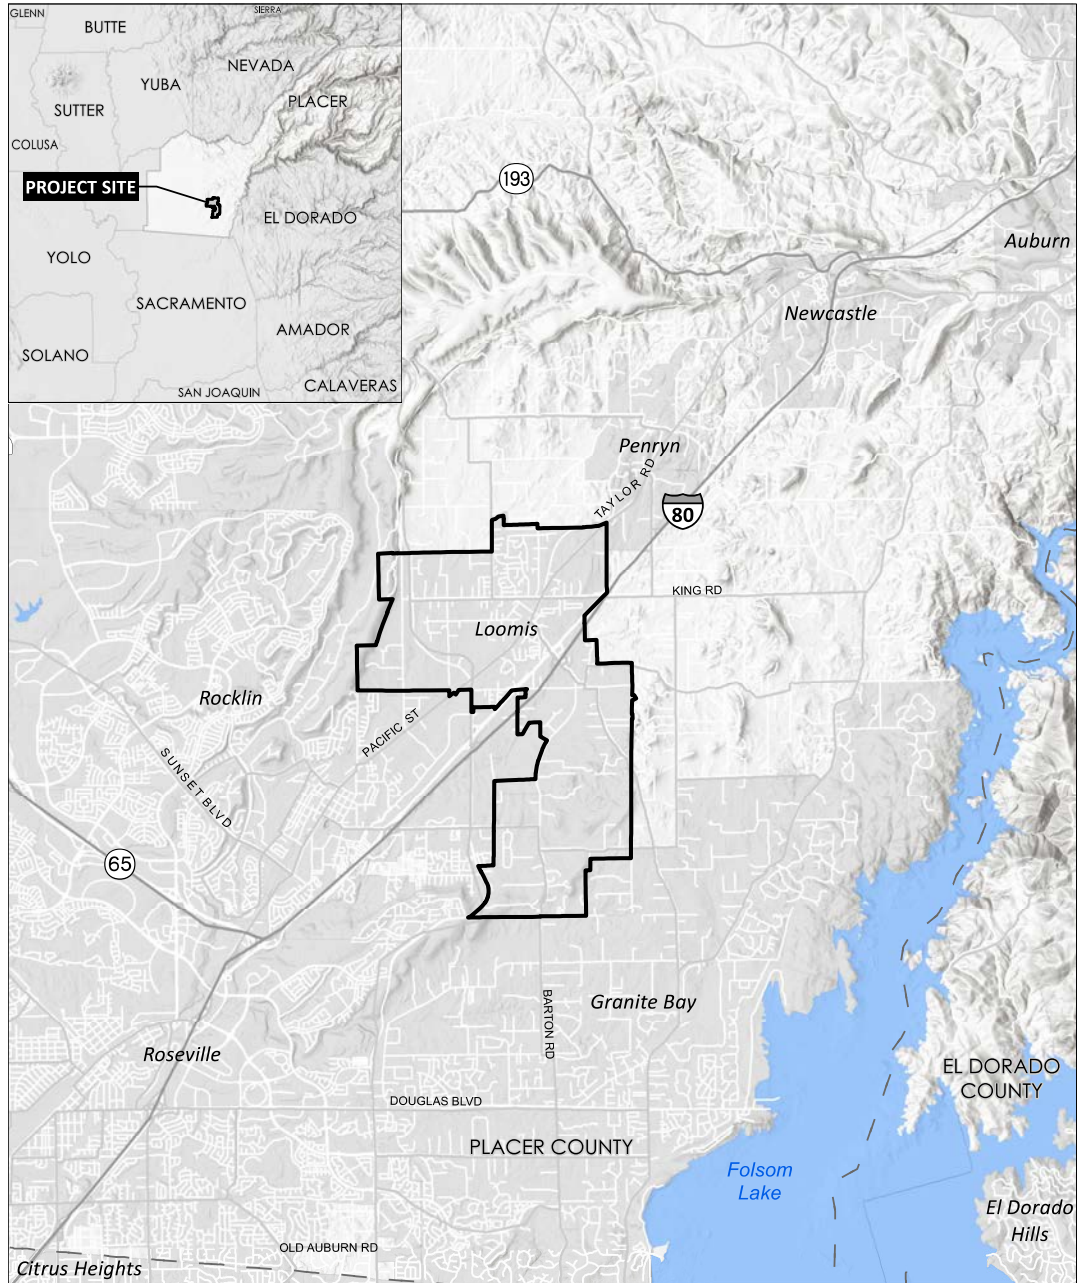 GLENN
SIERRA
BUTTE
NEVADA
YUBA
PLACER
SUTTER
COLUSA
PROJECT SITE
EL DORADO
YOLO
SACRAMENTO
AMADOR
SOLANO
SAN JOAQUIN
CALAVERAS
193
Auburn
Newcastle
Penryn
TAYLOR RD
80
KING RD
Loomis
Rocklin
PACIFIC ST
SUNSET BLVD
65
Granite Bay
BARTON RD
Roseville
EL DORADO
COUNTY
DOUGLAS BLVD
PLACER COUNTY
Folsom
Lake
El Dorado
Hills
OLD AUBURN RD
Citrus Heights